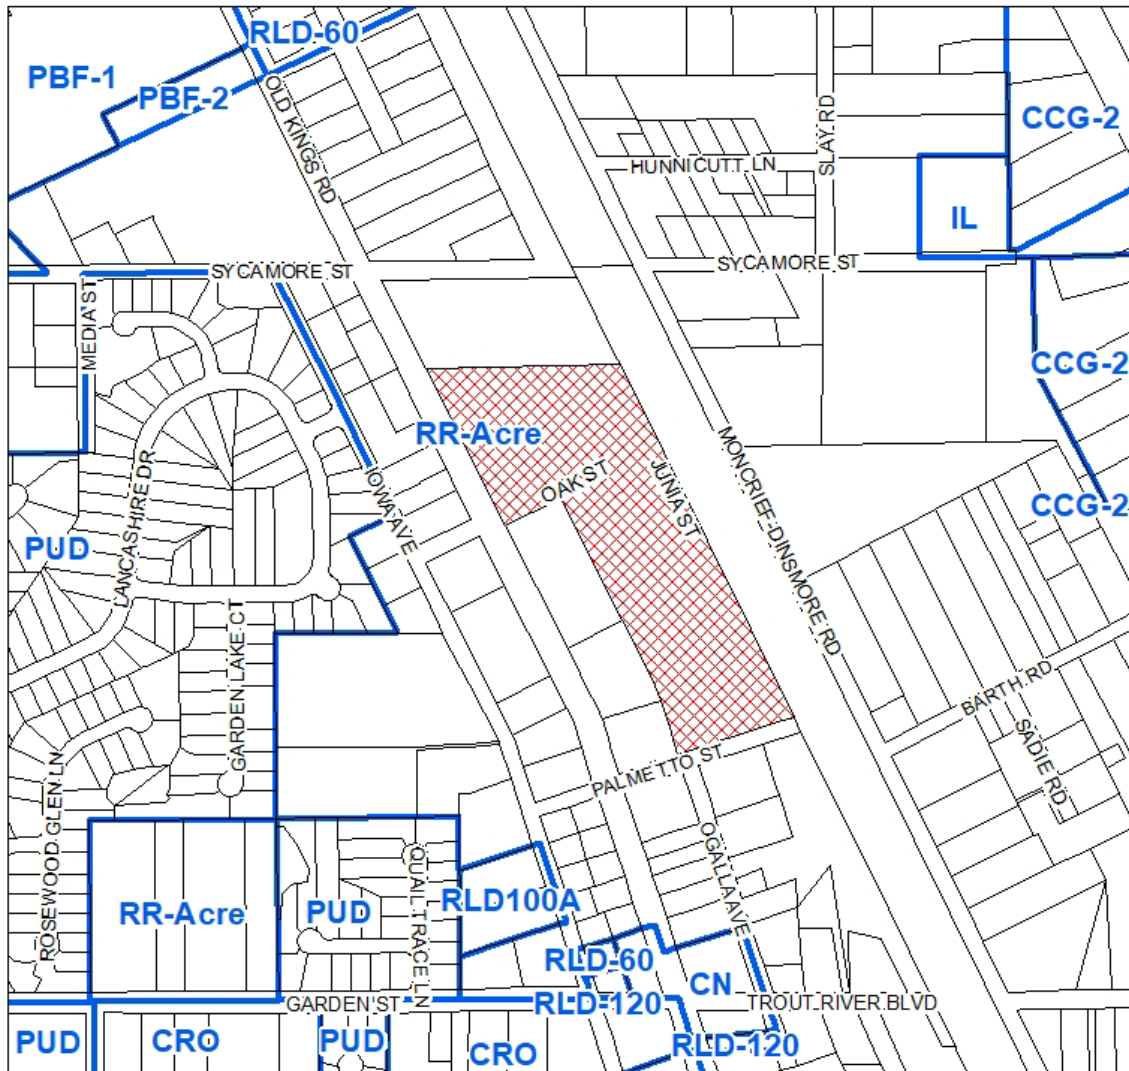 RLD-60
PBF-1
PBF-2
CCG-2
OLD KINGS RD
SLAY RD
HUNNICUTT LN
IL
SYCAMORE ST
SYCAMORE ST
MEDIA ST
CCG-2
RR-Acre
MONCRIEF-DINSMORE RD
OAK ST
JUNIA ST
IOWA AVE
CCG-2
LANCASHIRE DR
PUD
GARDEN LAKE CT
BARTH RD
SADIE RD
PALMETTO ST
ROSEWOOD GLEN LN
OGALLA AVE
QUAIL TRACE LN
RLD100A
RR-Acre
PUD
RLD-60
CN
GARDEN ST
RLD-120
TROUT RIVER BLVD
PUD
CRO
PUD
CRO
RLD-120